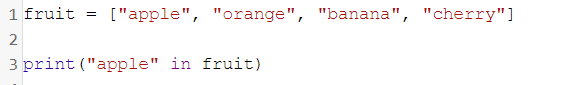 1 fruit = ["apple", "orange", "banana", "cherry"]
2
3 print("apple" in fruit)